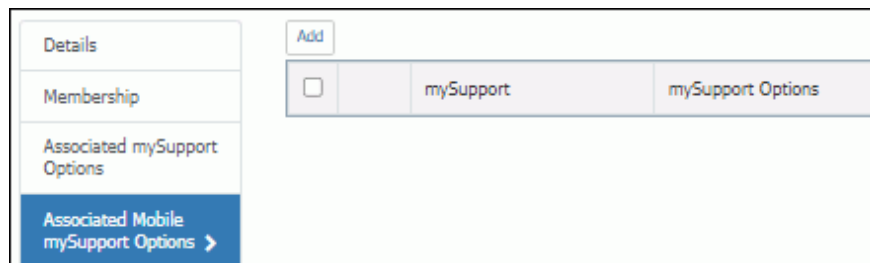 Details
Add
Membership
mySupport mySupport Options
Associated mySupport
Options
Associated Mobile
mySupport Options